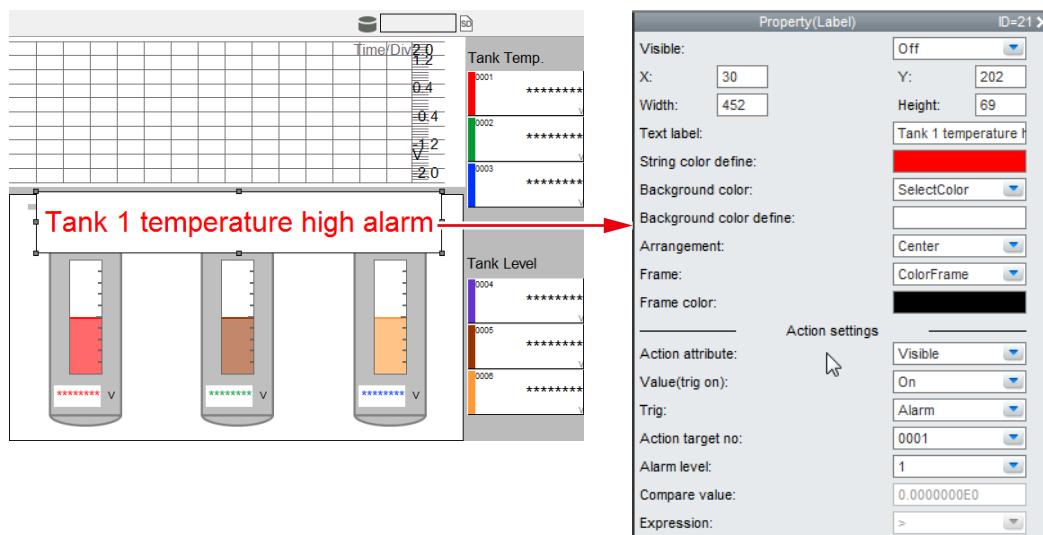 SD
Time/Div
2.0
1.2
0.4
-0.4
-1.2
V
-2.0
Tank Temp.
0001
********
V
0002
********
V
0003
********
V
Tank 1 temperature high alarm
Tank Level
0004
********
V
0005
********
V
0006
********
V
******** V
******** V
******** V
Property(Label) ID=21 X
Visible: Off
X: 30 Y: 202
Width: 452 Height: 69
Text label: Tank 1 temperature h
String color define:
Background color: SelectColor
Background color define:
Arrangement: Center
Frame: ColorFrame
Frame color:
Action settings
Action attribute: Visible
Value(trig on): On
Trig: Alarm
Action target no: 0001
Alarm level: 1
Compare value: 0.0000000E0
Expression: >